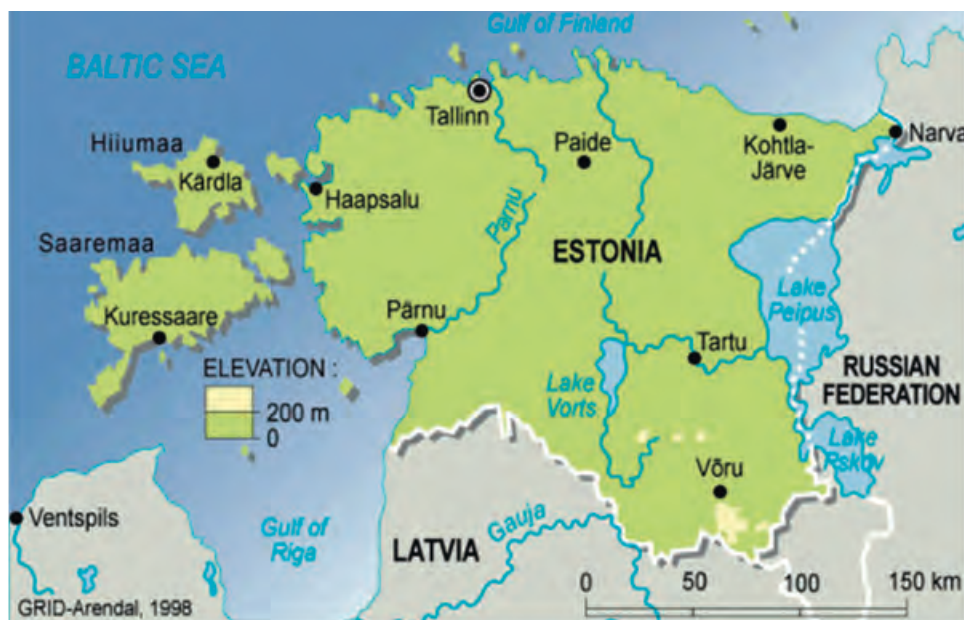 Gulf of Finland
BALTIC SEA
Tallinn
Hiiumaa
Kärdla
Paide
Kohtla-
Järve
Narva
Haapsalu
Parnu
Saaremaa
ESTONIA
Kuressaare
Pärnu
Lake
Peipus
Tartu
ELEVATION :
200 m
0
Lake
Vorts
RUSSIAN
FEDERATION
Lake
Rskov
Võru
Ventspils
Gulf of
Riga
Gauja
LATVIA
0 50 100 150 km
GRID-Arendal, 1998